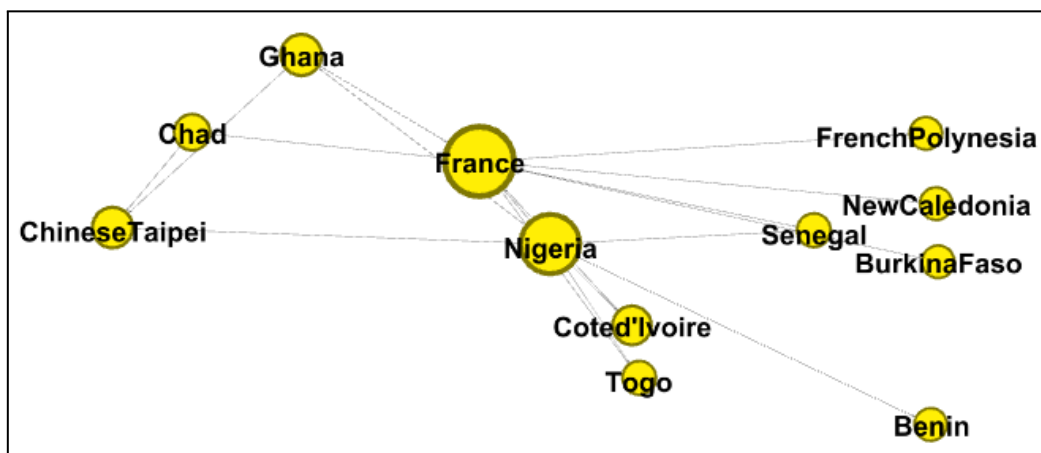 Ghana
Chad
France
FrenchPolynesia
NewCaledonia
ChineseTaipei
Senegal
Nigeria
BurkinaFaso
Coted'Ivoire
Togo
Benin